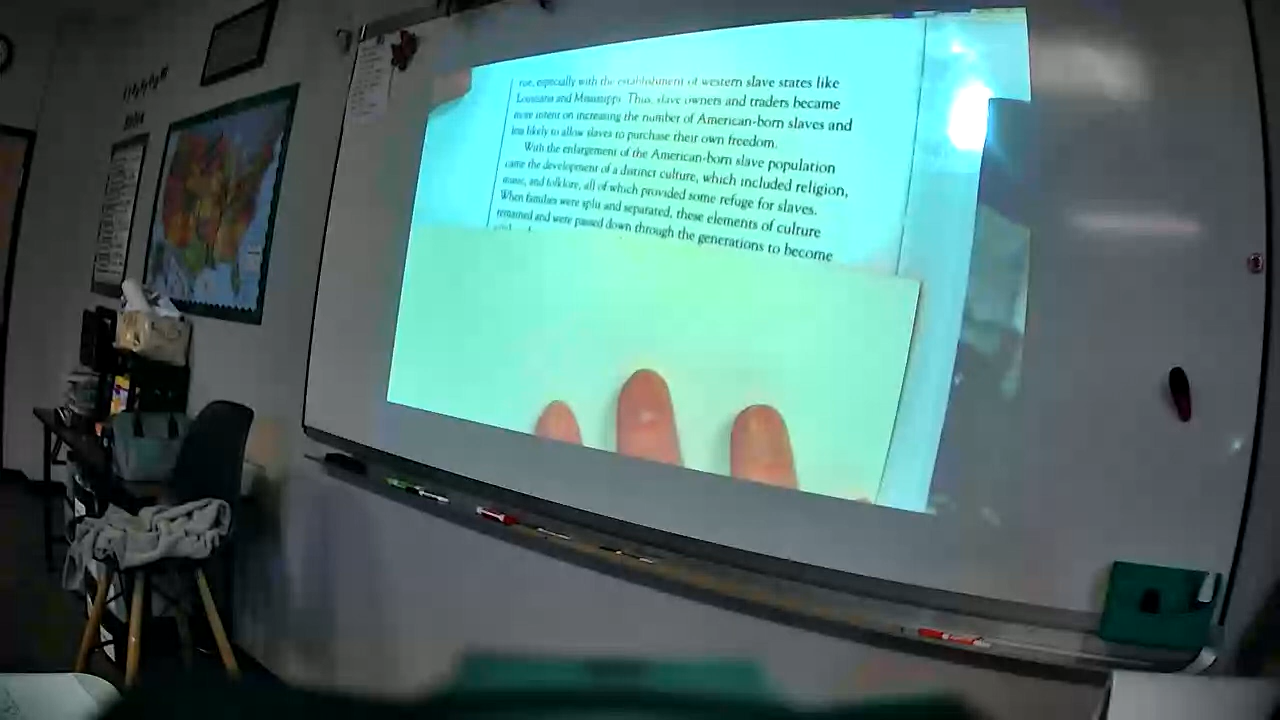 rue, especially with the establishment of western slave states like
Louisiana and Mississippi. Thus, slave owners and traders became
more intent on increasing the number of American-born slaves and
less likely to allow slaves to purchase their own freedom.
With the enlargement of the American-born slave population
came the development of a distinct culture, which included religion,
music, and folklore, all of which provided some refuge for slaves.
When families were split and separated, these elements of culture
remained and were passed down through the generations to become